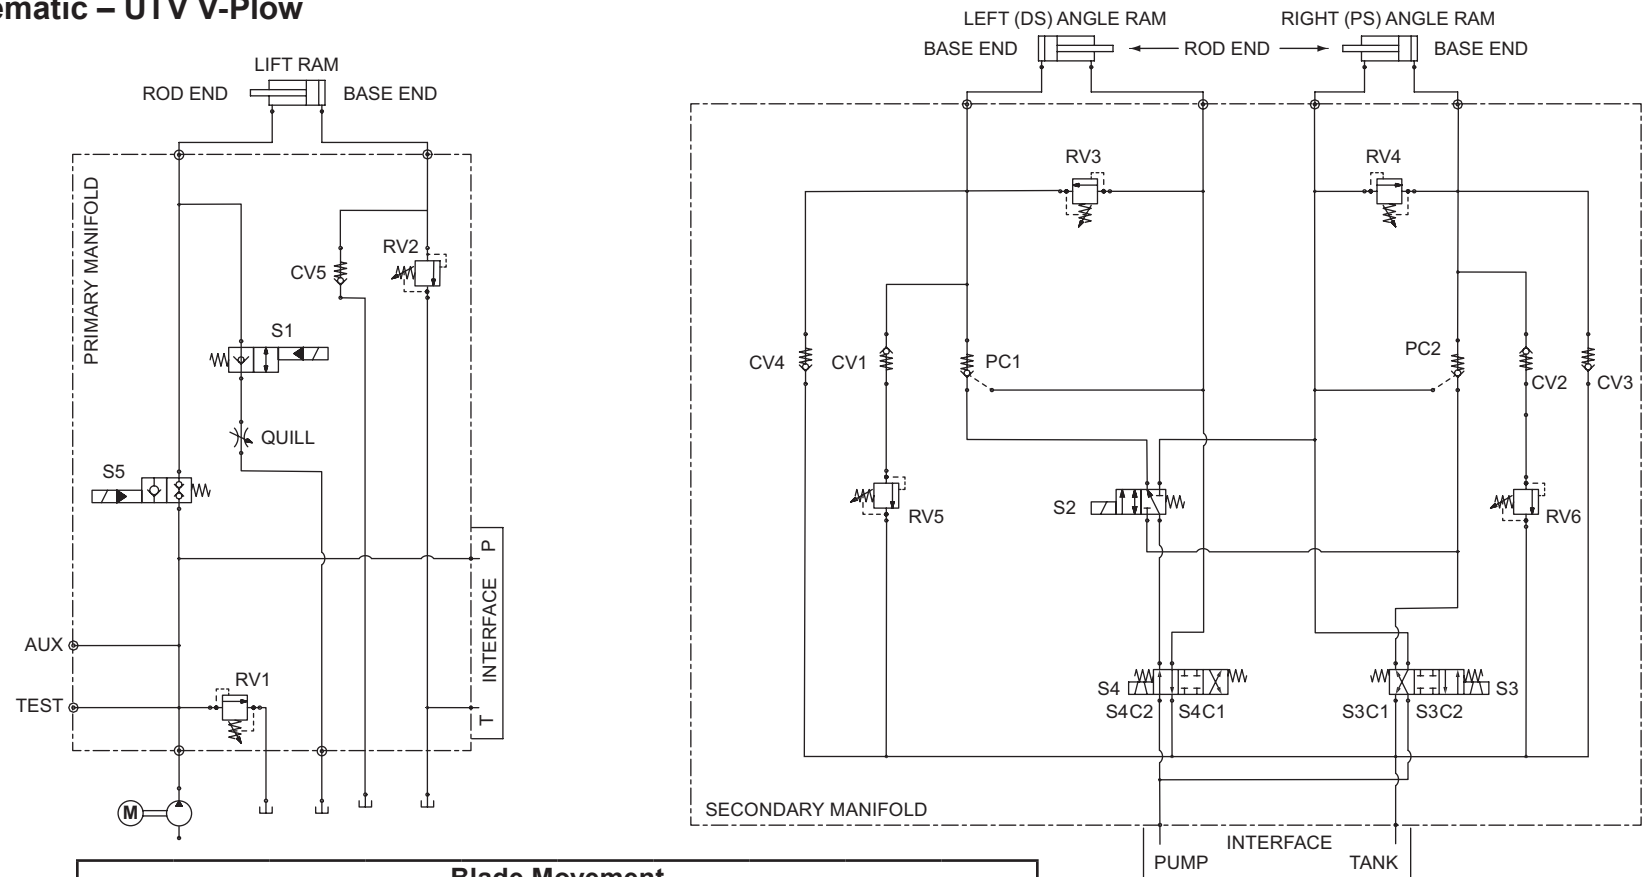 ematic – UTV V-Plow
LIFT RAM
ROD END
BASE END
PRIMARY MANIFOLD
CV5
RV2
S1
QUILL
S5
P
INTERFACE
T
AUX
TEST
RV1
M
LEFT (DS) ANGLE RAM
RIGHT (PS) ANGLE RAM
BASE END
ROD END
BASE END
RV3
RV4
CV4
CV1
PC1
PC2
CV2
CV3
S2
RV5
RV6
S4
S3
S4C2
S4C1
S3C1
S3C2
SECONDARY MANIFOLD
INTERFACE
PUMP
TANK
Blade Movement